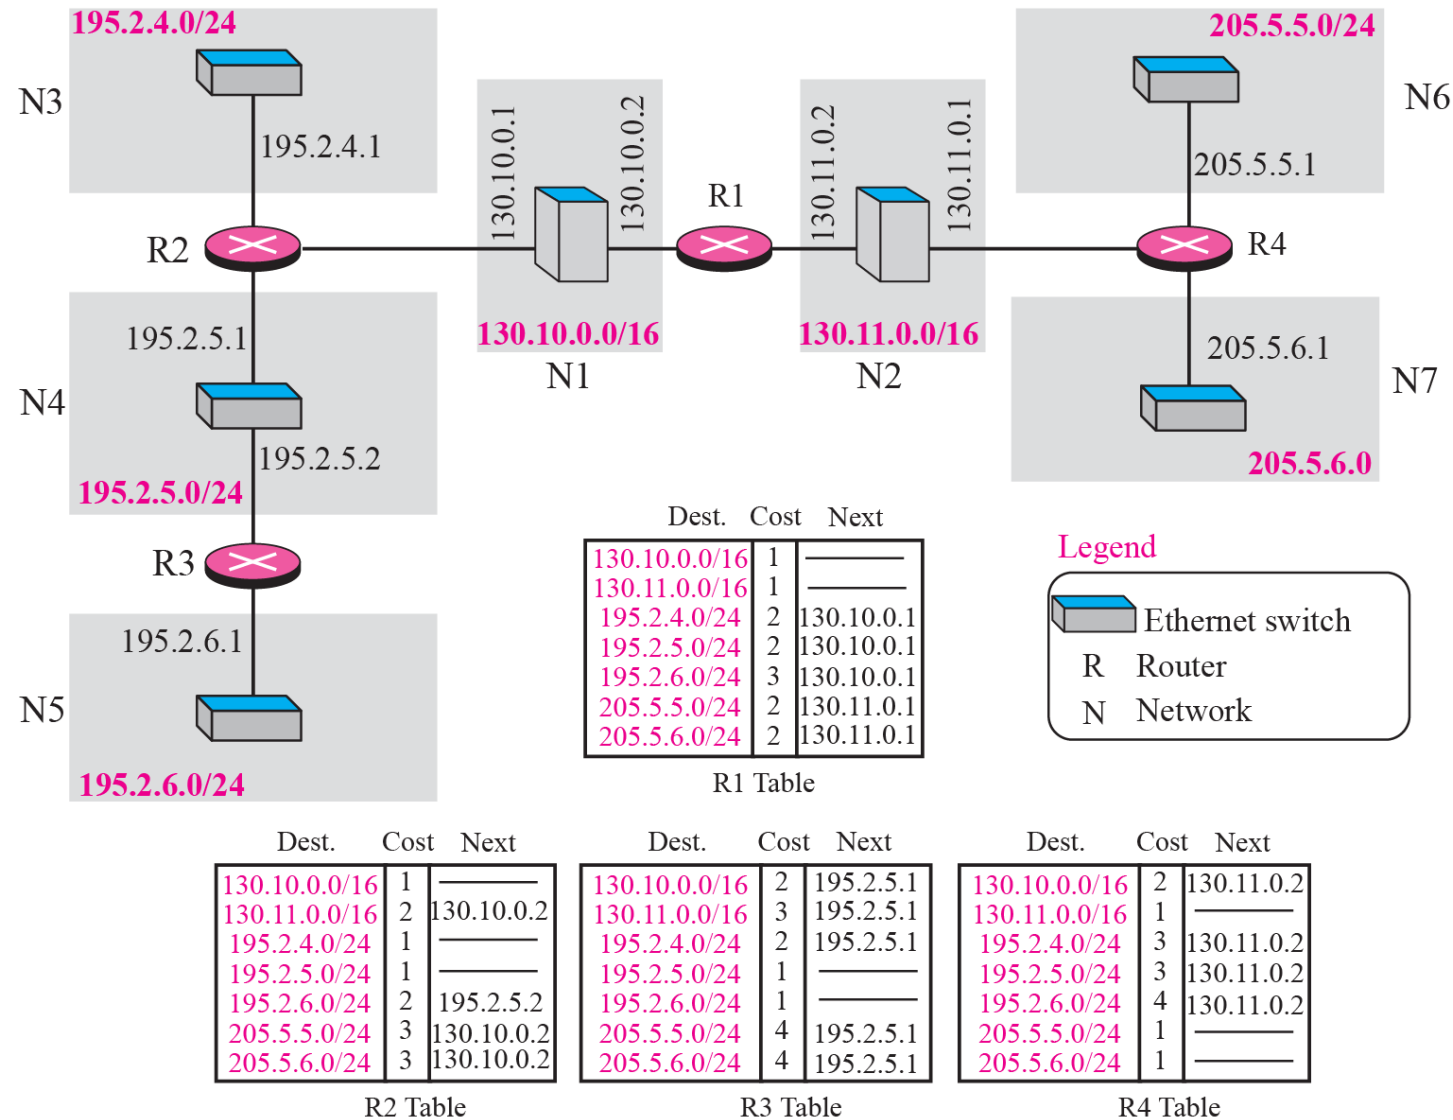 195.2.4.0/24
N3
195.2.4.1
R2
195.2.5.1
N4
195.2.5.2
195.2.5.0/24
R3
195.2.6.1
N5
195.2.6.0/24
130.10.0.1
130.10.0.2
130.10.0.0/16
N1
R1
130.11.0.2
130.11.0.1
130.11.0.0/16
N2
205.5.5.0/24
N6
205.5.5.1
R4
205.5.6.1
N7
205.5.6.0
Dest. Cost Next
130.10.0.0/16 1
130.11.0.0/16 1
195.2.4.0/24 2 130.10.0.1
195.2.5.0/24 2 130.10.0.1
195.2.6.0/24 3 130.10.0.1
205.5.5.0/24 2 130.11.0.1
205.5.6.0/24 2 130.11.0.1
R1 Table
Legend
Ethernet switch
R Router
N Network
Dest. Cost Next
130.10.0.0/16 1
130.11.0.0/16 2 130.10.0.2
195.2.4.0/24 1
195.2.5.0/24 1
195.2.6.0/24 2 195.2.5.2
205.5.5.0/24 3 130.10.0.2
205.5.6.0/24 3 130.10.0.2
R2 Table
Dest. Cost Next
130.10.0.0/16 2 195.2.5.1
130.11.0.0/16 3 195.2.5.1
195.2.4.0/24 2 195.2.5.1
195.2.5.0/24 1
195.2.6.0/24 1
205.5.5.0/24 4 195.2.5.1
205.5.6.0/24 4 195.2.5.1
R3 Table
Dest. Cost Next
130.10.0.0/16 2 130.11.0.2
130.11.0.0/16 1
195.2.4.0/24 3 130.11.0.2
195.2.5.0/24 3 130.11.0.2
195.2.6.0/24 4 130.11.0.2
205.5.5.0/24 1
205.5.6.0/24 1
R4 Table